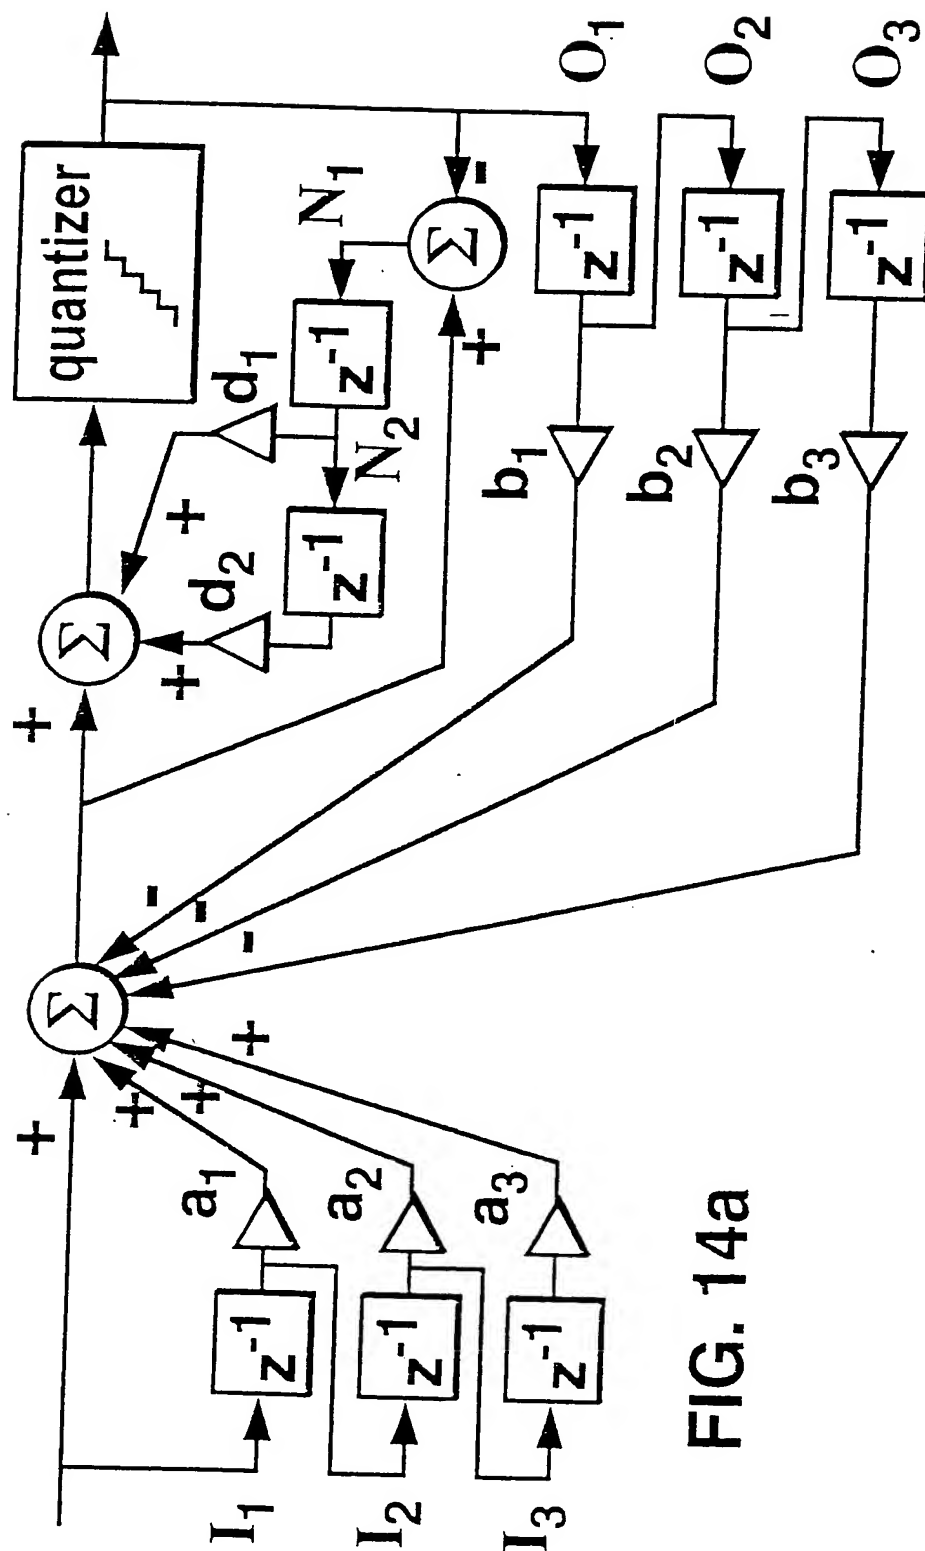 quantizer
Σ
Σ
Σ
+
+
+
+
+
+
+
+
-
-
-
-
d1
d2
N1
N2
z-1
z-1
I1
z-1
a1
I2
z-1
a2
I3
z-1
a3
b1
z-1
O1
b2
z-1
O2
b3
z-1
O3
FIG. 14a